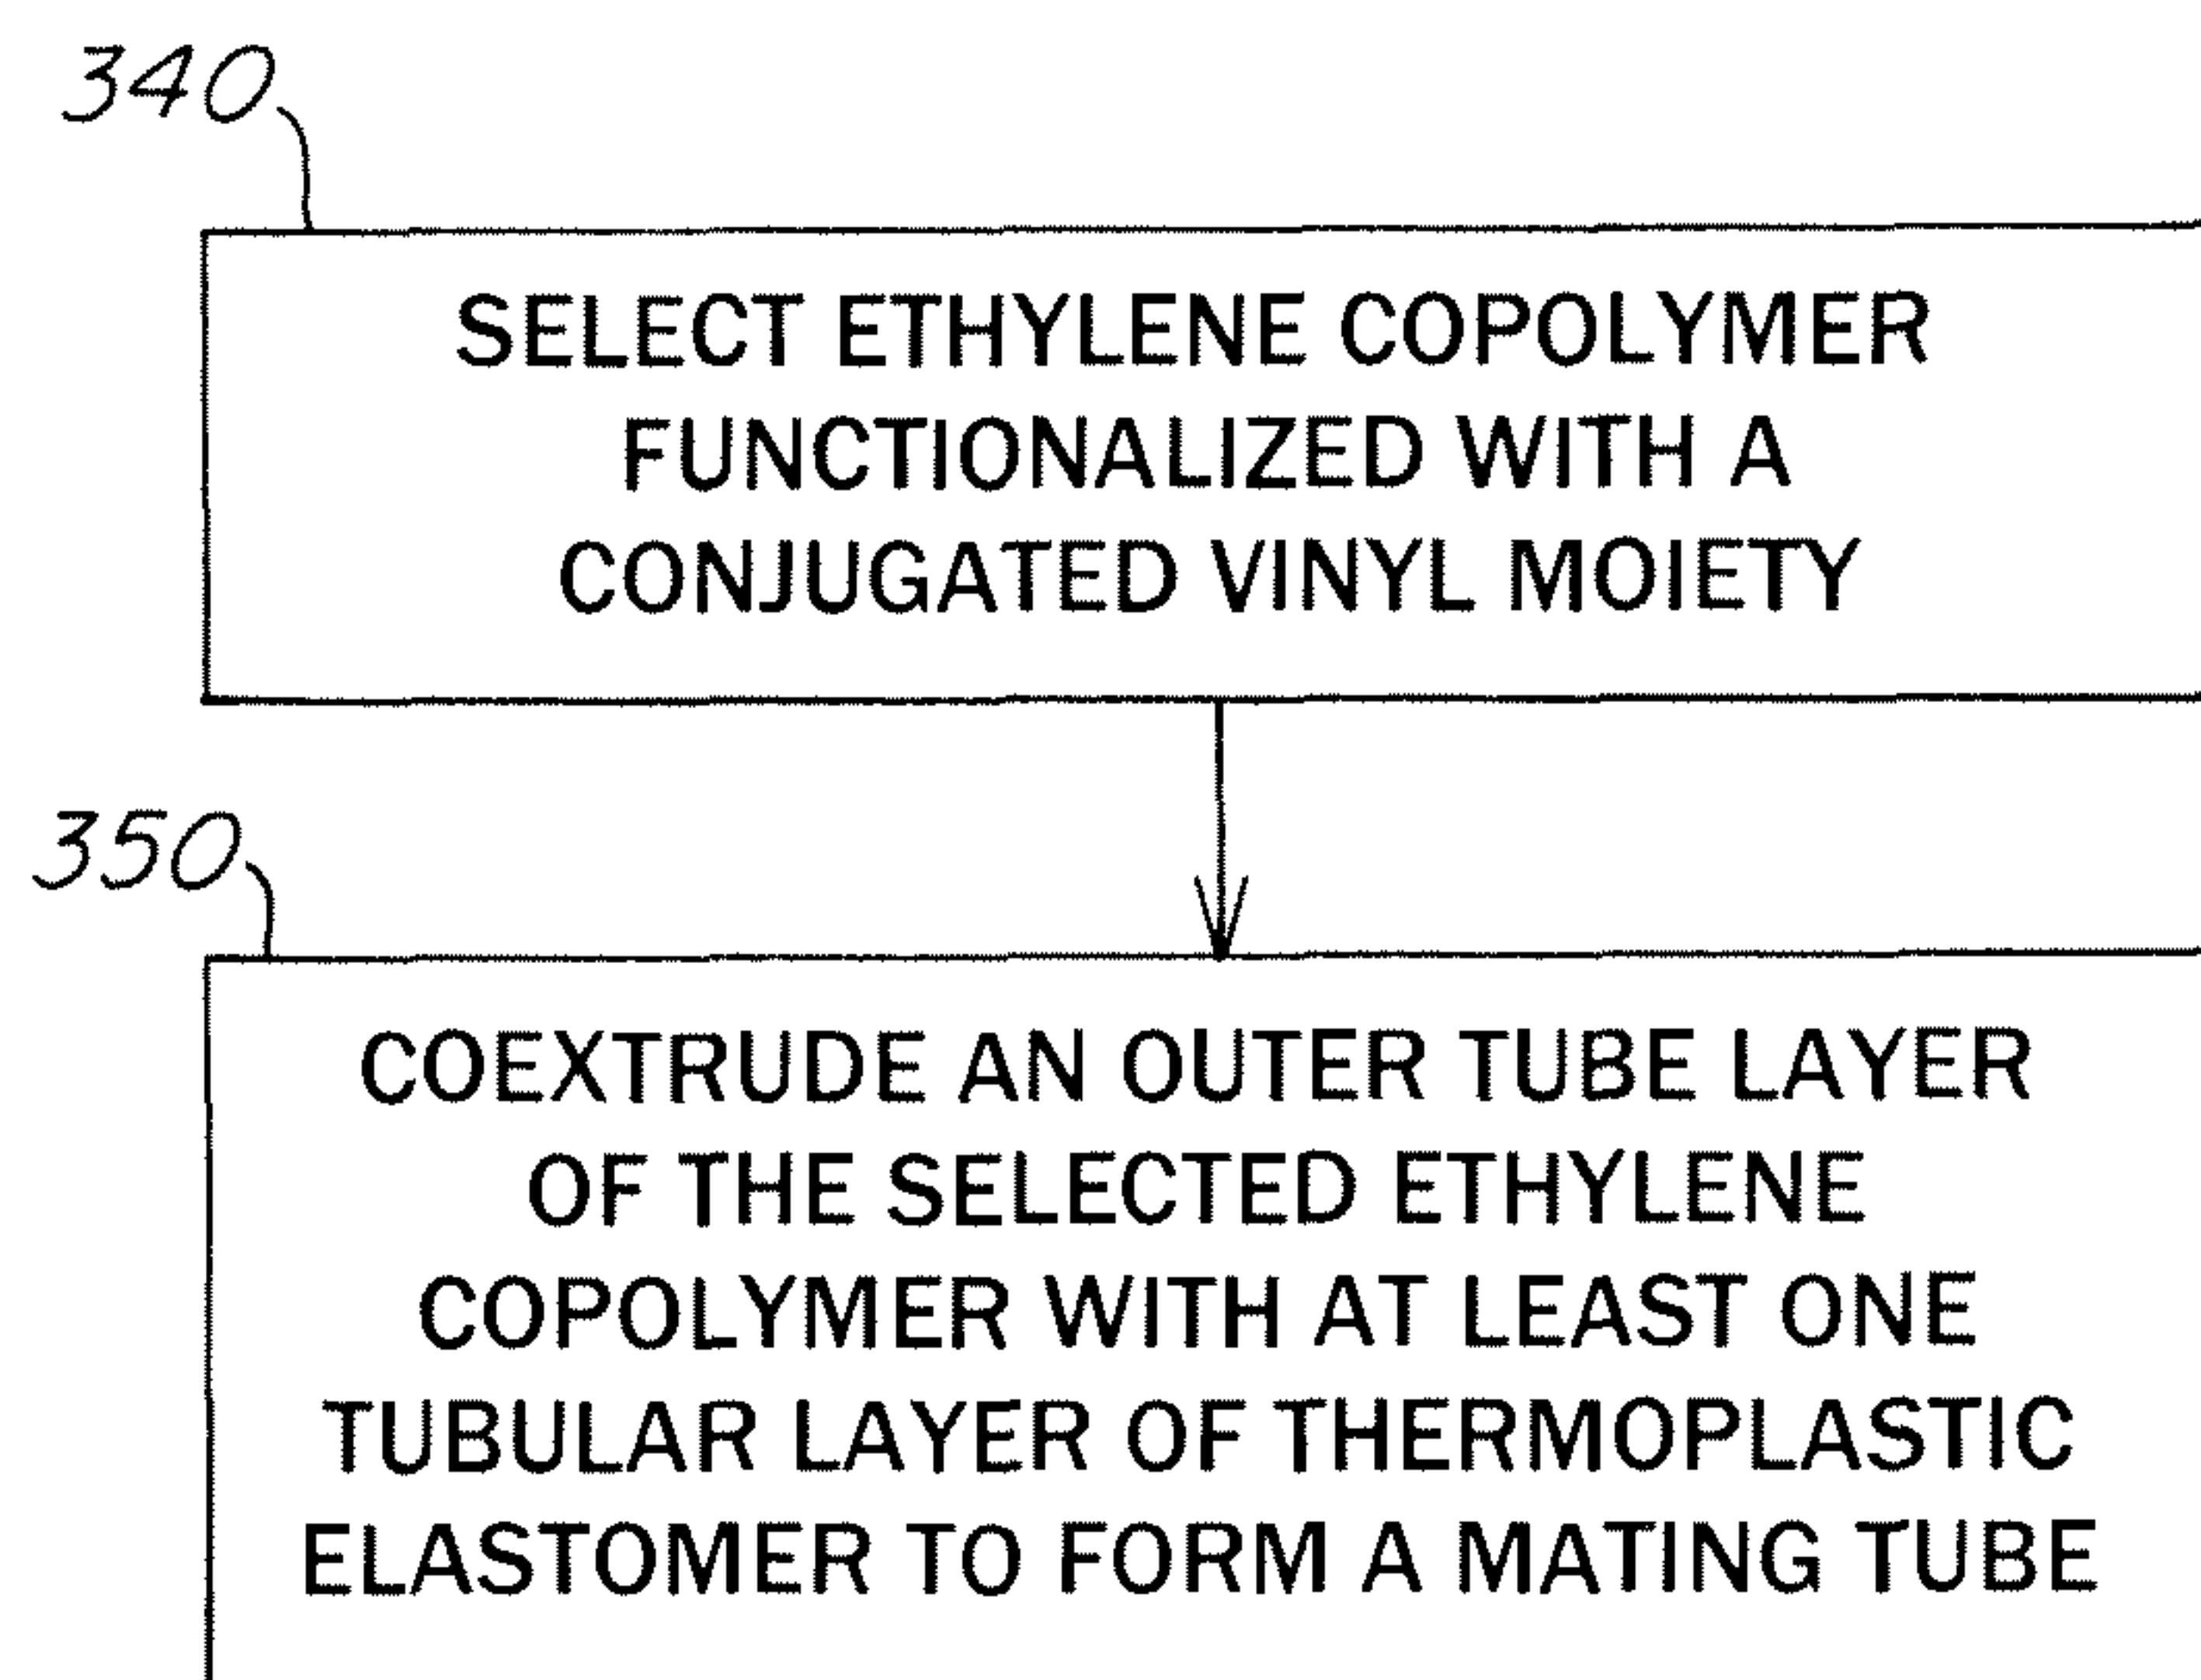 340
SELECT ETHYLENE COPOLYMER
FUNCTIONALIZED WITH A
CONJUGATED VINYL MOIETY
350
COEXTRUDE AN OUTER TUBE LAYER
OF THE SELECTED ETHYLENE
COPOLYMER WITH AT LEAST ONE
TUBULAR LAYER OF THERMOPLASTIC
ELASTOMER TO FORM A MATING TUBE